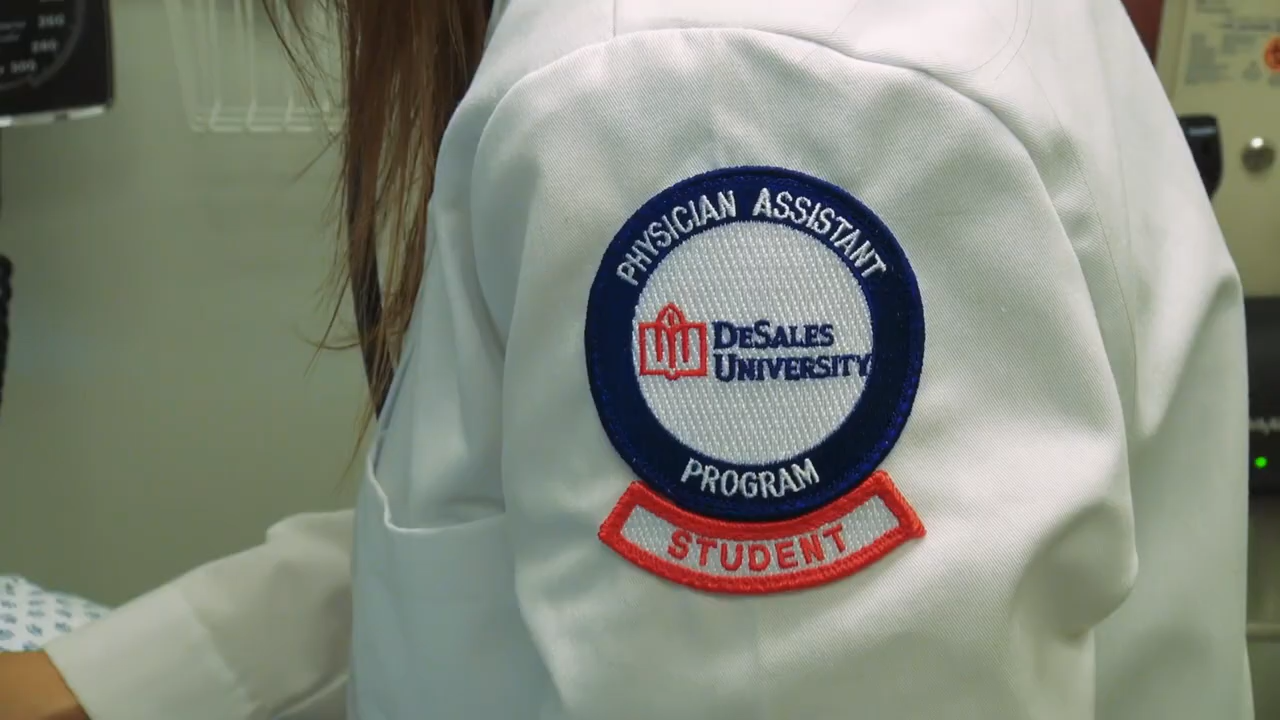 PHYSICIAN ASSISTANT
DESALES
UNIVERSITY
PROGRAM
STUDENT